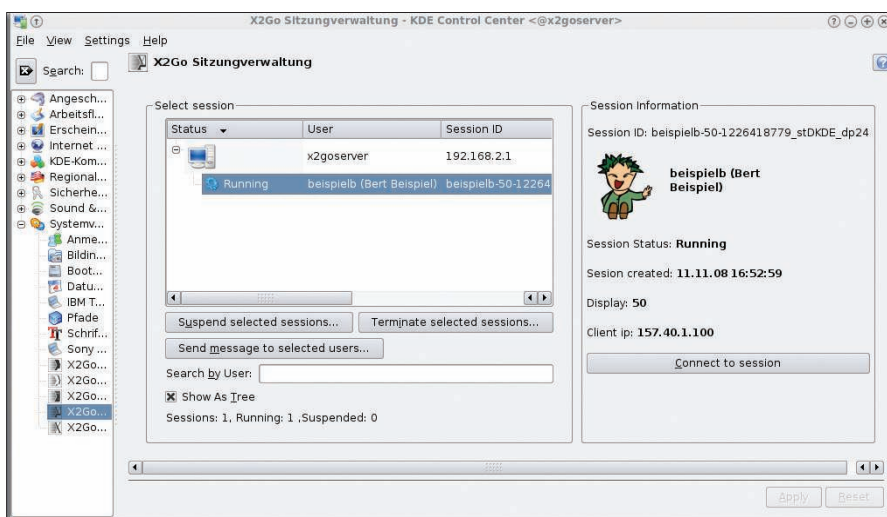 X2Go Sitzungverwaltung - KDE Control Center <@x2goserver>
File View Settings Help
Search:
X2Go Sitzungverwaltung
Angesch...
Arbeitsfl...
Erschein...
Internet ...
KDE-Kom...
Regional...
Sicherhe...
Sound &...
Systemv...
Anme...
Bildin...
Boot...
Datu...
IBM T...
Pfade
Schrif...
Sony ...
X2Go...
X2Go...
X2Go...
X2Go...
X2Go...
Select session
Status User Session ID
x2goserver 192.168.2.1
Running beispielb (Bert Beispiel) beispielb-50-12264
Suspend selected sessions... Terminate selected sessions...
Send message to selected users...
Search by User:
Show As Tree
Sessions: 1, Running: 1 ,Suspended: 0
Session Information
Session ID: beispielb-50-1226418779_stDKDE_dp24
beispielb (Bert
Beispiel)
Session Status: Running
Sesion created: 11.11.08 16:52:59
Display: 50
Client ip: 157.40.1.100
Connect to session
Apply Reset